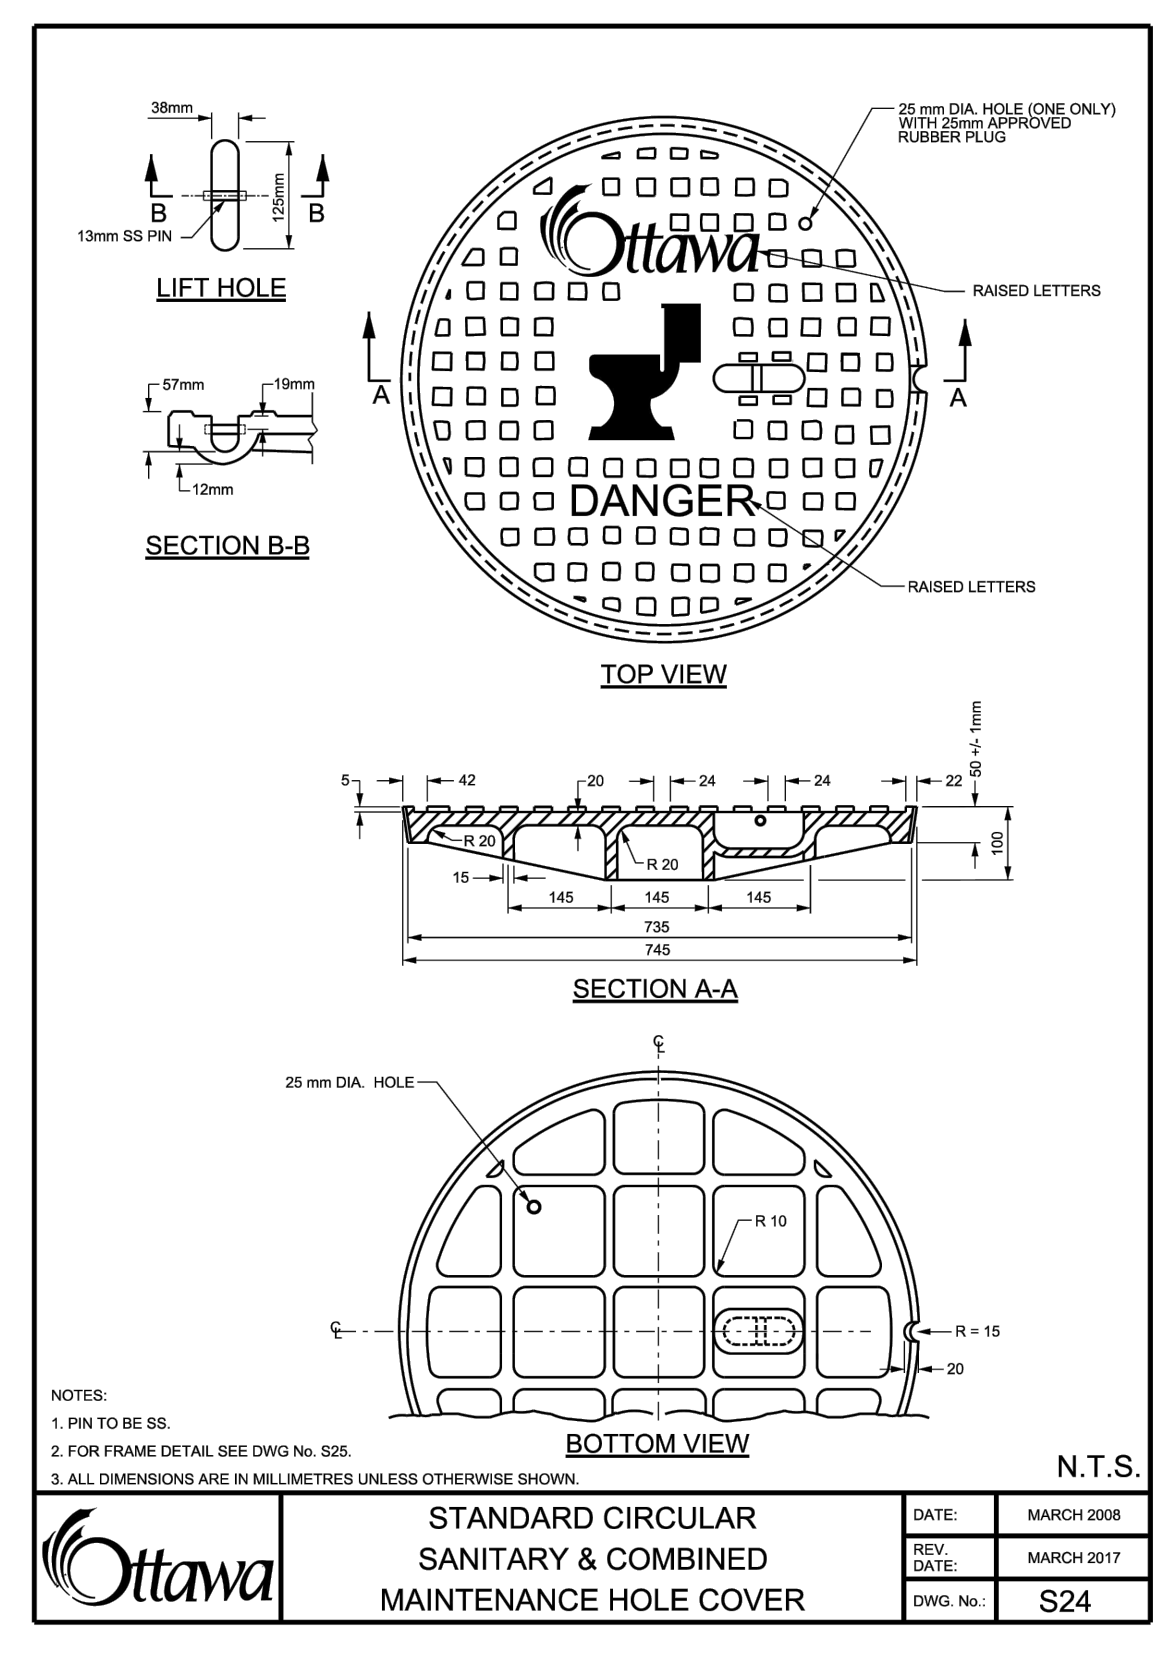 38mm
125mm
B
B
13mm SS PIN
LIFT HOLE
57mm
19mm
12mm
SECTION B-B
25 mm DIA. HOLE (ONE ONLY)
WITH 25mm APPROVED
RUBBER PLUG
Ottawa
RAISED LETTERS
A
A
DANGER
RAISED LETTERS
TOP VIEW
5
42
20
24
24
22
50 +/- 1mm
R 20
R 20
100
15
145
145
145
735
745
SECTION A-A
CL
25 mm DIA. HOLE
R 10
CL
R = 15
20
BOTTOM VIEW
NOTES:
1. PIN TO BE SS.
2. FOR FRAME DETAIL SEE DWG No. S25.
3. ALL DIMENSIONS ARE IN MILLIMETRES UNLESS OTHERWISE SHOWN.
N.T.S.
Ottawa
STANDARD CIRCULAR
SANITARY & COMBINED
MAINTENANCE HOLE COVER
DATE: MARCH 2008
REV.
DATE: MARCH 2017
DWG. No.: S24